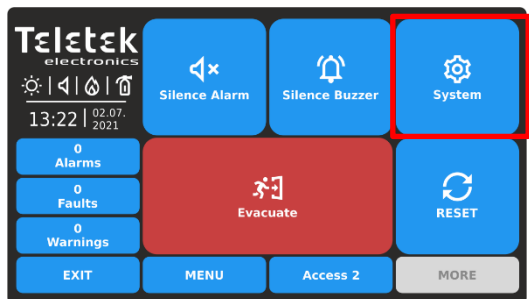 Teletek
electronics
13:22
02.07.
2021
Silence Alarm
Silence Buzzer
System
0
Alarms
0
Faults
0
Warnings
Evacuate
RESET
EXIT
MENU
Access 2
MORE